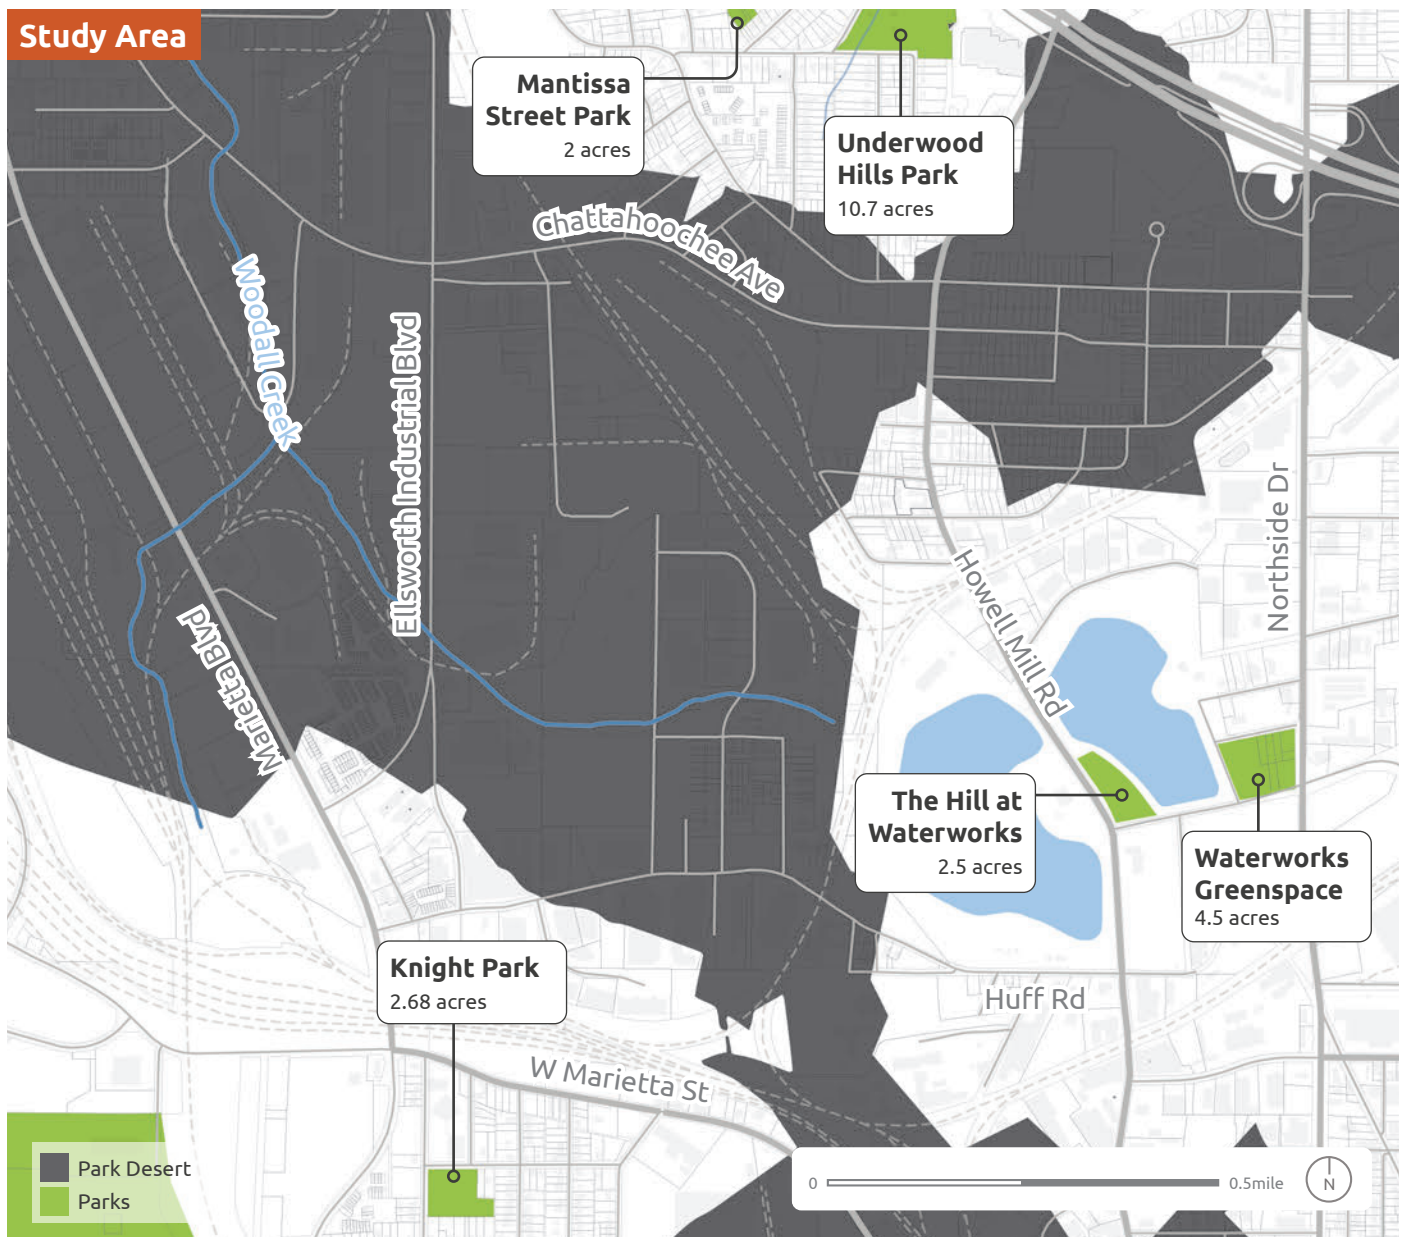 Study Area
Mantissa
Street Park
2 acres
Underwood
Hills Park
10.7 acres
Chattahoochee Ave
Woodall Creek
Ellsworth Industrial Blvd
Northside Dr
Howell Mill Rd
Marietta Blvd
The Hill at
Waterworks
2.5 acres
Waterworks
Greenspace
4.5 acres
Knight Park
2.68 acres
Huff Rd
W Marietta St
Park Desert
Parks
0
0.5mile
N